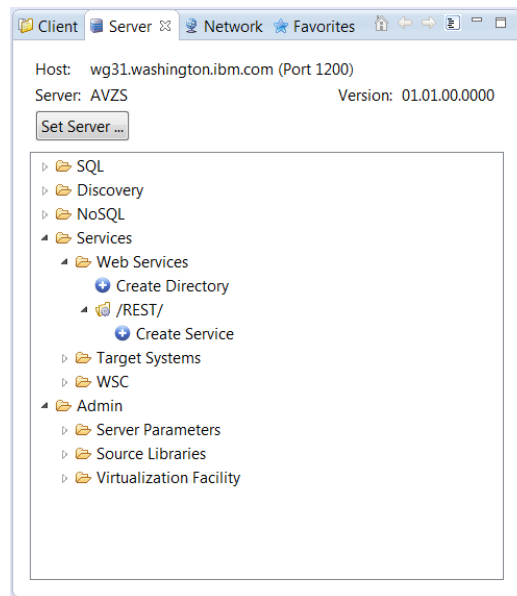 Client Server Network Favorites
Host: wg31.washington.ibm.com (Port 1200)
Server: AVZS Version: 01.01.00.0000
Set Server ...
SQL
Discovery
NoSQL
Services
Web Services
Create Directory
/REST/
Create Service
Target Systems
WSC
Admin
Server Parameters
Source Libraries
Virtualization Facility